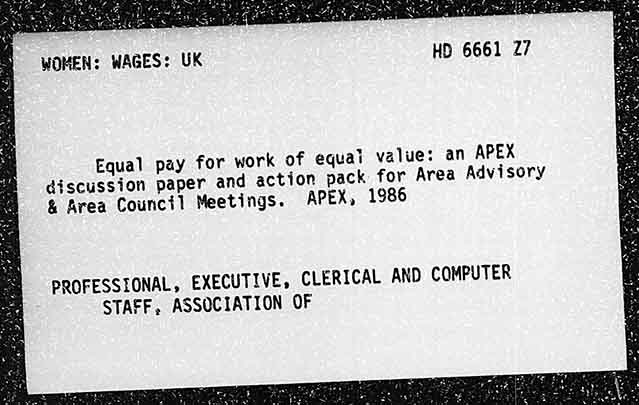 WOMEN: WAGES: UK
HD 6661 Z7
Equal pay for work of equal value: an APEX
discussion paper and action pack for Area Advisory
& Area Council Meetings. APEX, 1986
PROFESSIONAL, EXECUTIVE, CLERICAL AND COMPUTER
STAFF, ASSOCIATION OF